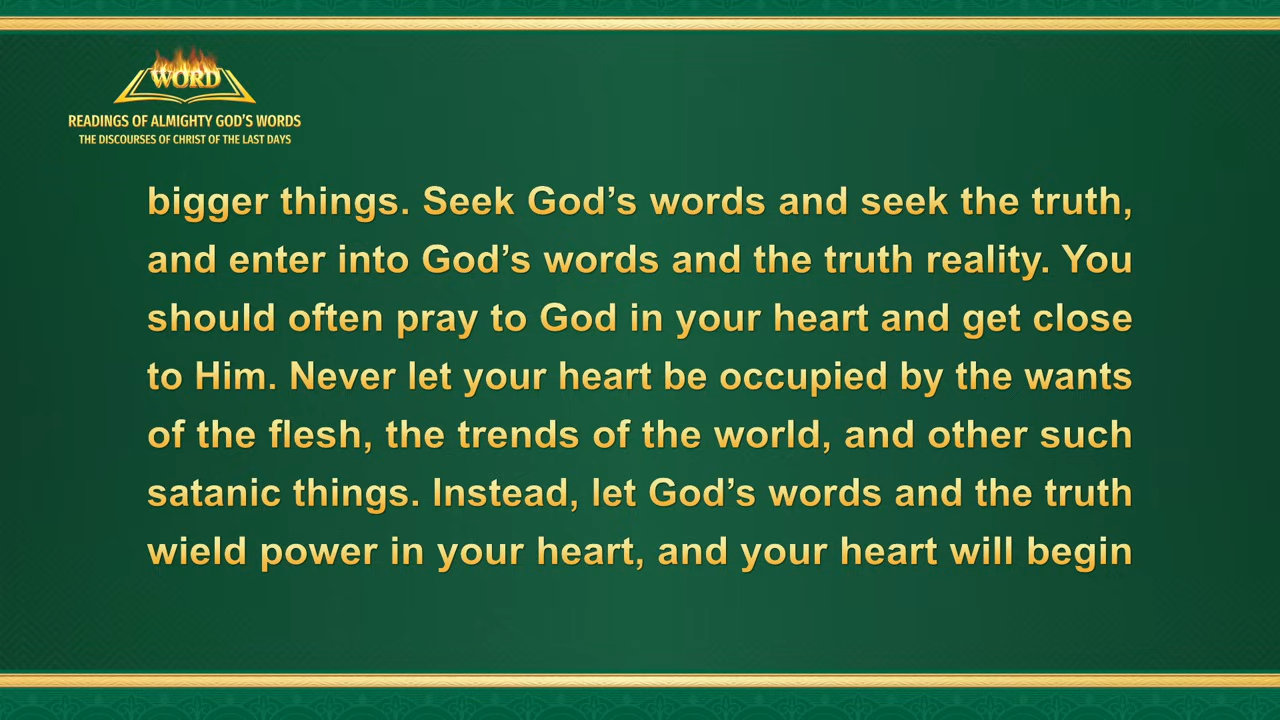 WORD
READINGS OF ALMIGHTY GOD'S WORDS
THE DISCOURSES OF CHRIST OF THE LAST DAYS
bigger things. Seek God’s words and seek the truth,
and enter into God’s words and the truth reality. You
should often pray to God in your heart and get close
to Him. Never let your heart be occupied by the wants
of the flesh, the trends of the world, and other such
satanic things. Instead, let God’s words and the truth
wield power in your heart, and your heart will begin